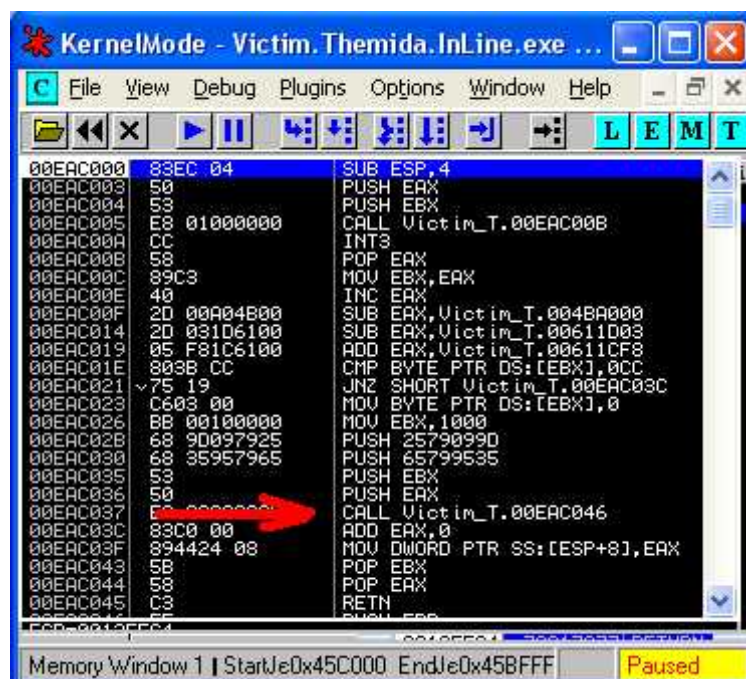 KernelMode - Victim.Themida.InLine.exe ...
C File View Debug Plugins Options Window Help
L E M T
00EAC000 83EC 04 SUB ESP,4
00EAC003 50 PUSH EAX
00EAC004 53 PUSH EBX
00EAC005 E8 01000000 CALL Victim_T.00EAC00B
00EAC00A CC INT3
00EAC00B 58 POP EAX
00EAC00C 89C3 MOV EBX,EAX
00EAC00E 40 INC EAX
00EAC00F 2D 00A04B00 SUB EAX,Victim_T.004BA000
00EAC014 2D 031D6100 SUB EAX,Victim_T.00611D03
00EAC019 05 F81C6100 ADD EAX,Victim_T.00611CF8
00EAC01E 803B CC CMP BYTE PTR DS:[EBX],0CC
00EAC021 75 19 JNZ SHORT Victim_T.00EAC03C
00EAC023 C603 00 MOV BYTE PTR DS:[EBX],0
00EAC026 BB 00100000 MOV EBX,1000
00EAC02B 68 9D097925 PUSH 2579099D
00EAC030 68 35957965 PUSH 65799535
00EAC035 53 PUSH EBX
00EAC036 50 PUSH EAX
00EAC037 CALL Victim_T.00EAC046
00EAC03C 83C0 00 ADD EAX,0
00EAC03F 894424 08 MOV DWORD PTR SS:[ESP+8],EAX
00EAC043 5B POP EBX
00EAC044 58 POP EAX
00EAC045 C3 RETN
Memory Window 1 | StartJe0x45C000 EndJe0x45BFFF Paused